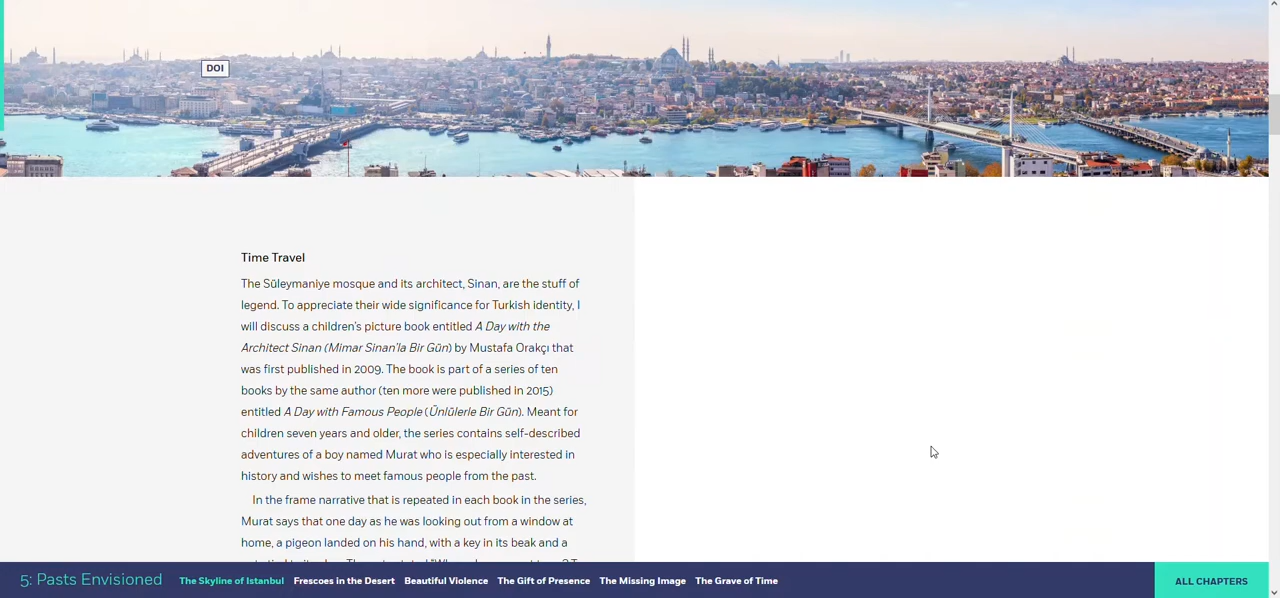 DOI
Time Travel
The Süleymaniye mosque and its architect, Sinan, are the stuff of
legend. To appreciate their wide significance for Turkish identity, I
will discuss a children's picture book entitled A Day with the
Architect Sinan (Mimar Sinan'la Bir Gün) by Mustafa Orakçı that
was first published in 2009. The book is part of a series of ten
books by the same author (ten more were published in 2015)
entitled A Day with Famous People (Ünlülerle Bir Gün). Meant for
children seven years and older, the series contains self-described
adventures of a boy named Murat who is especially interested in
history and wishes to meet famous people from the past.
In the frame narrative that is repeated in each book in the series,
Murat says that one day as he was looking out from a window at
home, a pigeon landed on his hand, with a key in its beak and a
5: Pasts Envisioned The Skyline of Istanbul Frescoes in the Desert Beautiful Violence The Gift of Presence The Missing Image The Grave of Time ALL CHAPTERS